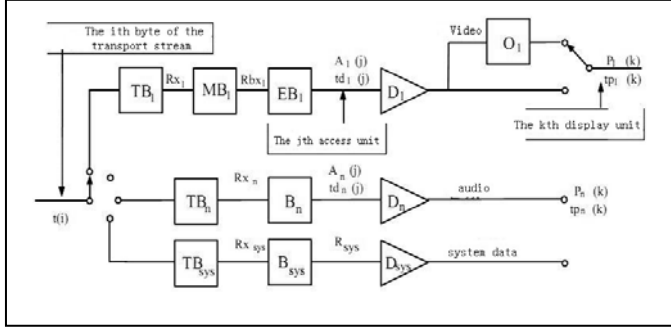 The ith byte of the
transport stream
Video
O1
A1 (j)
td1 (j)
P1 (k)
tp1 (k)
Rx1
Rbx1
TB1
MB1
EB1
D1
The jth access unit
The kth display unit
Rxn
An (j)
tdn (j)
audio
Pn (k)
tpn (k)
t(i)
TBn
Bn
Dn
Rxsys
Rsys
system data
TBsys
Bsys
Dsys